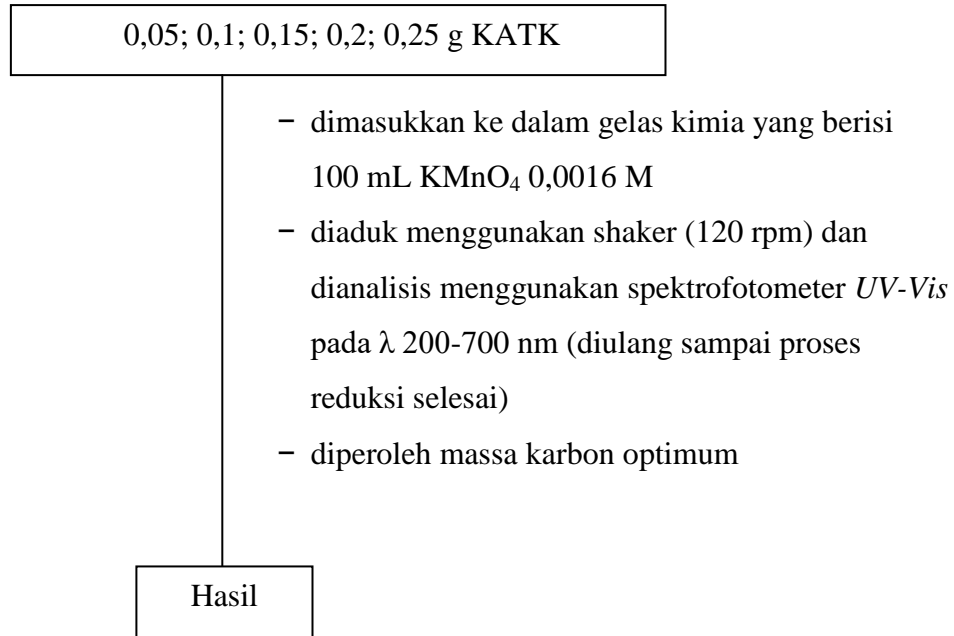 0,05; 0,1; 0,15; 0,2; 0,25 g KATK
− dimasukkan ke dalam gelas kimia yang berisi
100 mL KMnO₄ 0,0016 M
− diaduk menggunakan shaker (120 rpm) dan
dianalisis menggunakan spektrofotometer UV-Vis
pada λ 200-700 nm (diulang sampai proses
reduksi selesai)
− diperoleh massa karbon optimum
Hasil